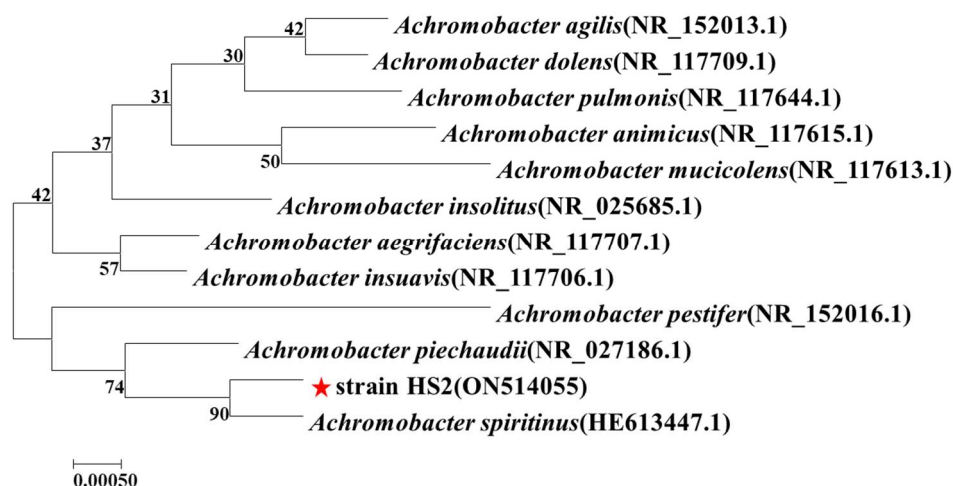 42
Achromobacter agilis(NR_152013.1)
30
Achromobacter dolens(NR_117709.1)
31
Achromobacter pulmonis(NR_117644.1)
37
Achromobacter animicus(NR_117615.1)
50
Achromobacter mucicolens(NR_117613.1)
42
Achromobacter insolitus(NR_025685.1)
Achromobacter aegrifaciens(NR_117707.1)
57
Achromobacter insuavis(NR_117706.1)
Achromobacter pestifer(NR_152016.1)
Achromobacter piechaudii(NR_027186.1)
74
strain HS2(ON514055)
90
Achromobacter spiritinus(HE613447.1)
0.00050